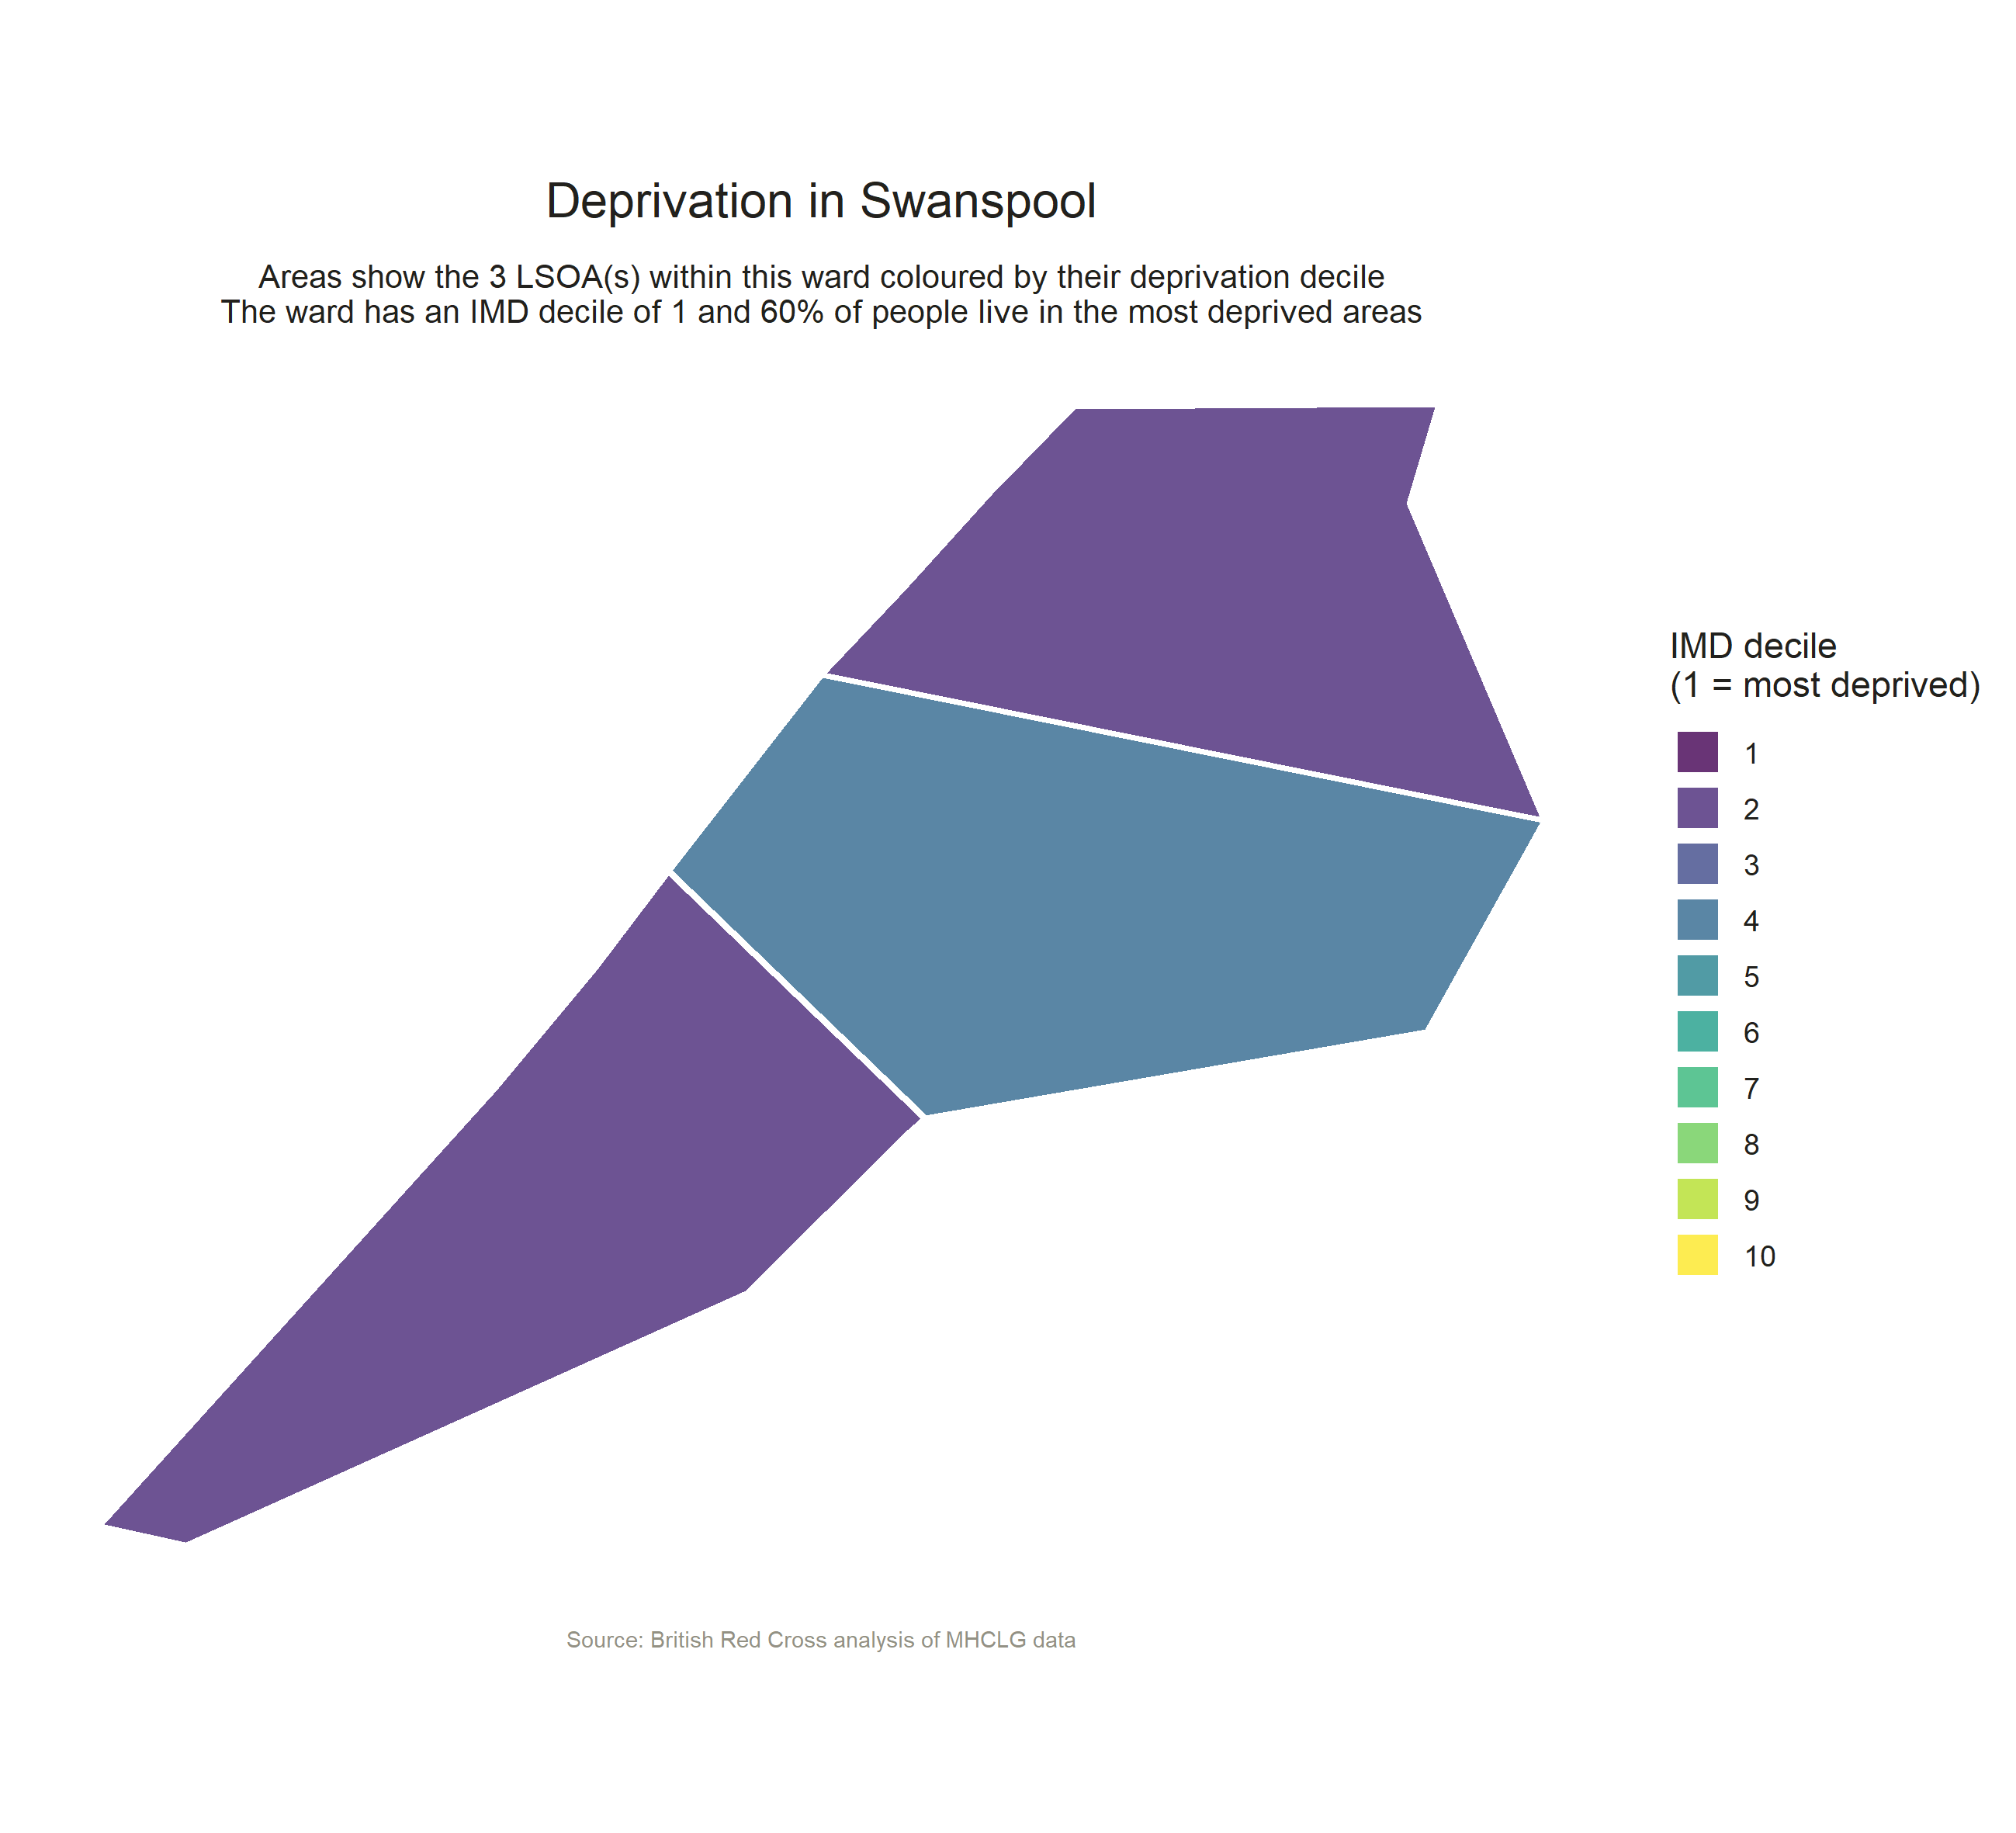 Deprivation in Swanspool
Areas show the 3 LSOA(s) within this ward coloured by their deprivation decile
The ward has an IMD decile of 1 and 60% of people live in the most deprived areas
IMD decile
(1 = most deprived)
1
2
3
4
5
6
7
8
9
10
Source: British Red Cross analysis of MHCLG data